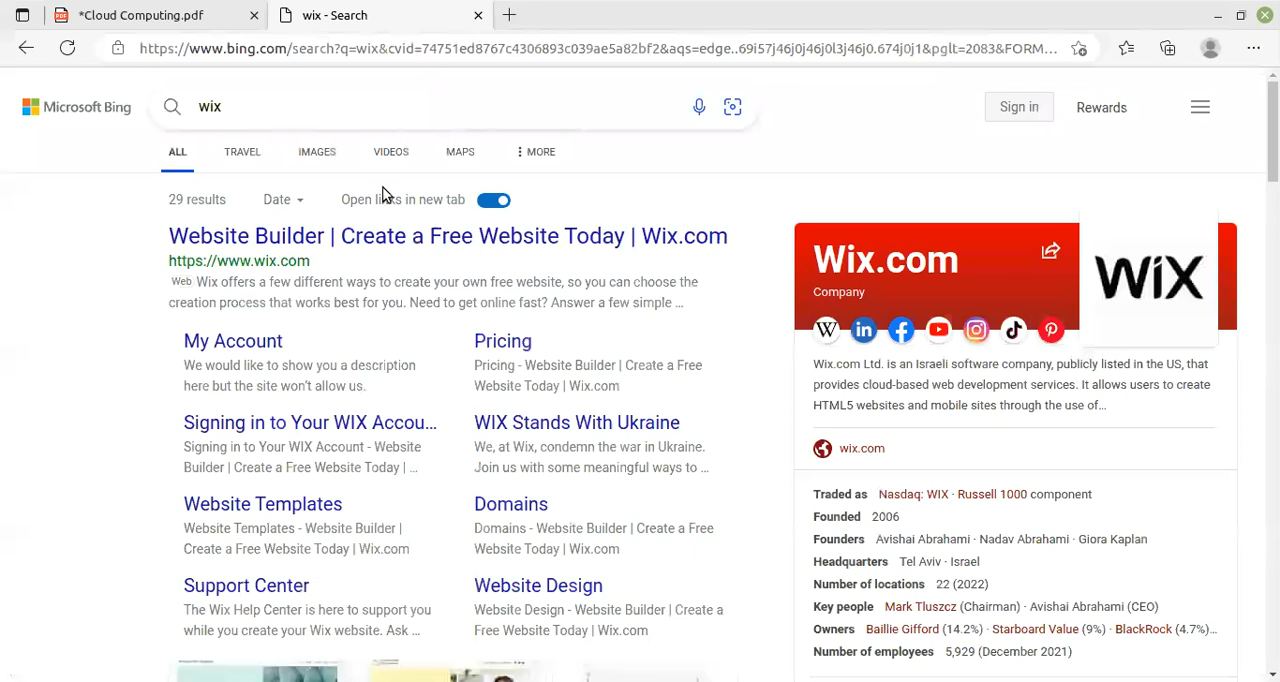 *Cloud Computing.pdf
wix - Search
https://www.bing.com/search?q=wix&cvid=74751ed8767c4306893c039ae5a82bf2&aqs=edge..69i57j46j0j46j0l3j46j0.674j0j1&pglt=2083&FORM...
Microsoft Bing
wix
Sign in
Rewards
ALL
TRAVEL
IMAGES
VIDEOS
MAPS
MORE
29 results
Date
Open links in new tab
Website Builder | Create a Free Website Today | Wix.com
https://www.wix.com
Web Wix offers a few different ways to create your own free website, so you can choose the
creation process that works best for you. Need to get online fast? Answer a few simple ...
My Account
We would like to show you a description
here but the site won't allow us.
Pricing
Pricing - Website Builder | Create a Free
Website Today | Wix.com
Signing in to Your WIX Accou...
Signing in to Your WIX Account - Website
Builder | Create a Free Website Today | ...
WIX Stands With Ukraine
We, at Wix, condemn the war in Ukraine.
Join us with some meaningful ways to ...
Website Templates
Website Templates - Website Builder |
Create a Free Website Today | Wix.com
Domains
Domains - Website Builder | Create a Free
Website Today | Wix.com
Support Center
The Wix Help Center is here to support you
while you create your Wix website. Ask ...
Website Design
Website Design - Website Builder | Create a
Free Website Today | Wix.com
Wix.com
Company
WiX
Wix.com Ltd. is an Israeli software company, publicly listed in the US, that
provides cloud-based web development services. It allows users to create
HTML5 websites and mobile sites through the use of...
wix.com
Traded as Nasdaq: WIX · Russell 1000 component
Founded 2006
Founders Avishai Abrahami · Nadav Abrahami · Giora Kaplan
Headquarters Tel Aviv · Israel
Number of locations 22 (2022)
Key people Mark Tluszcz (Chairman) · Avishai Abrahami (CEO)
Owners Baillie Gifford (14.2%) · Starboard Value (9%) · BlackRock (4.7%)...
Number of employees 5,929 (December 2021)